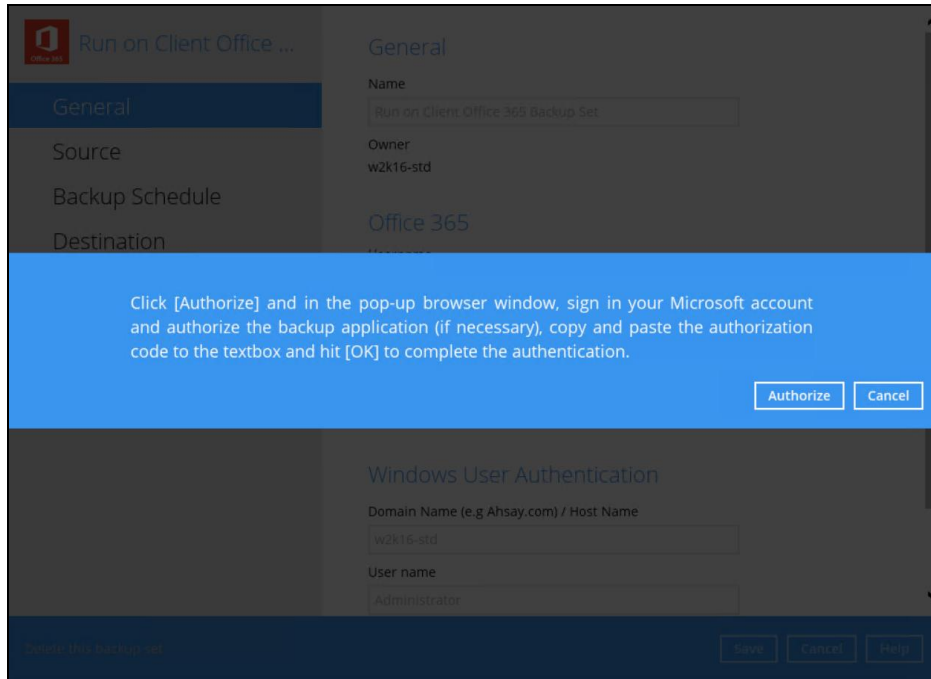 Office 365
Run on Client Office ...
General
Source
Backup Schedule
Destination
General
Name
Run on Client Office 365 Backup Set
Owner
w2k16-std
Office 365
Username
Click [Authorize] and in the pop-up browser window, sign in your Microsoft account
and authorize the backup application (if necessary), copy and paste the authorization
code to the textbox and hit [OK] to complete the authentication.
Authorize Cancel
Windows User Authentication
Domain Name (e.g Ahsay.com) / Host Name
w2k16-std
User name
Administrator
Delete this backup set
Save Cancel Help